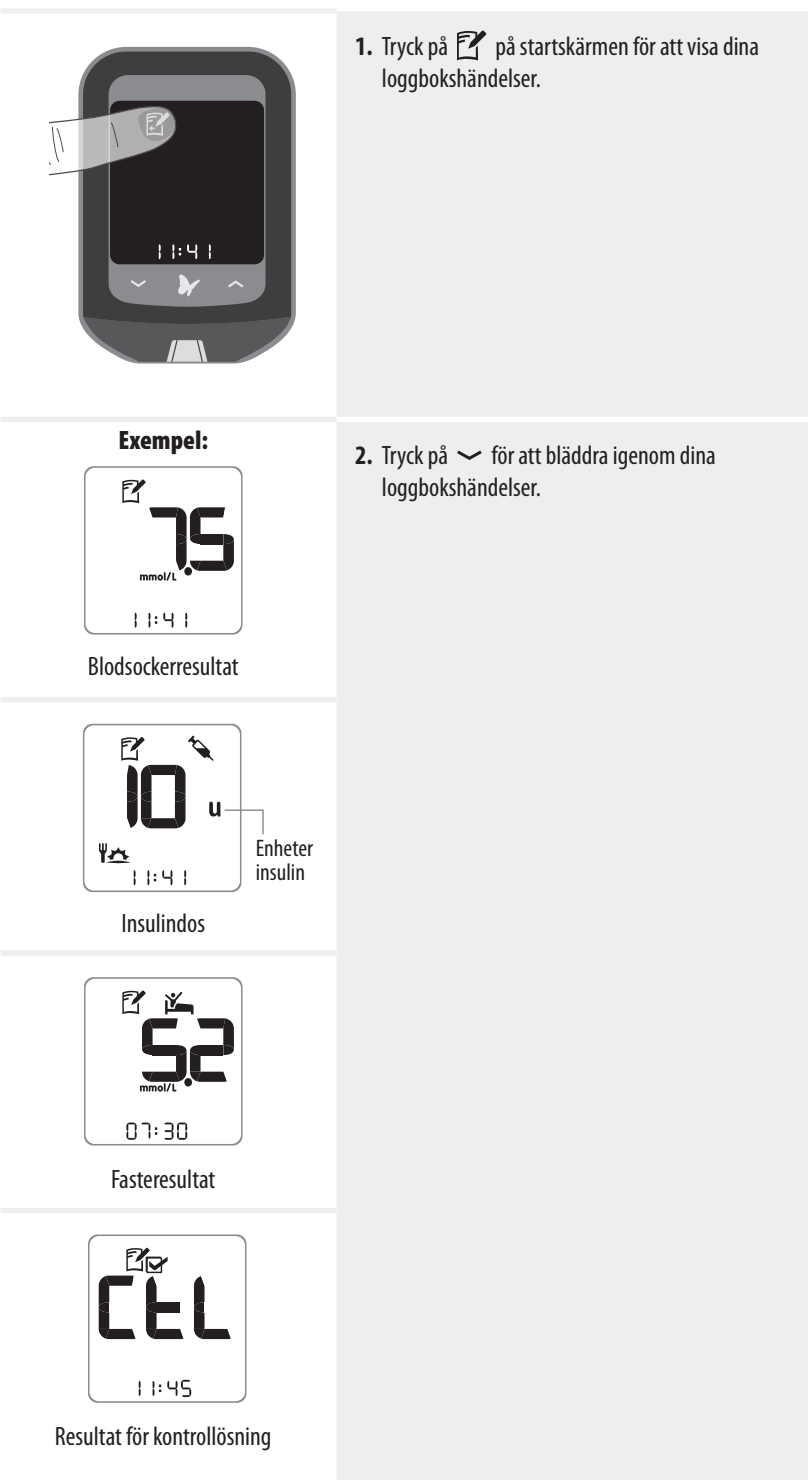 1. Tryck på på startskärmen för att visa dina
loggbokshändelser.
11:41
Exempel:
2. Tryck på för att bläddra igenom dina
loggbokshändelser.
7.5
mmol/L
11:41
Blodsockerresultat
10 u
Enheter
insulin
11:41
Insulindos
5.2
mmol/L
07:30
Fasteresultat
CtL
11:45
Resultat för kontrollösning